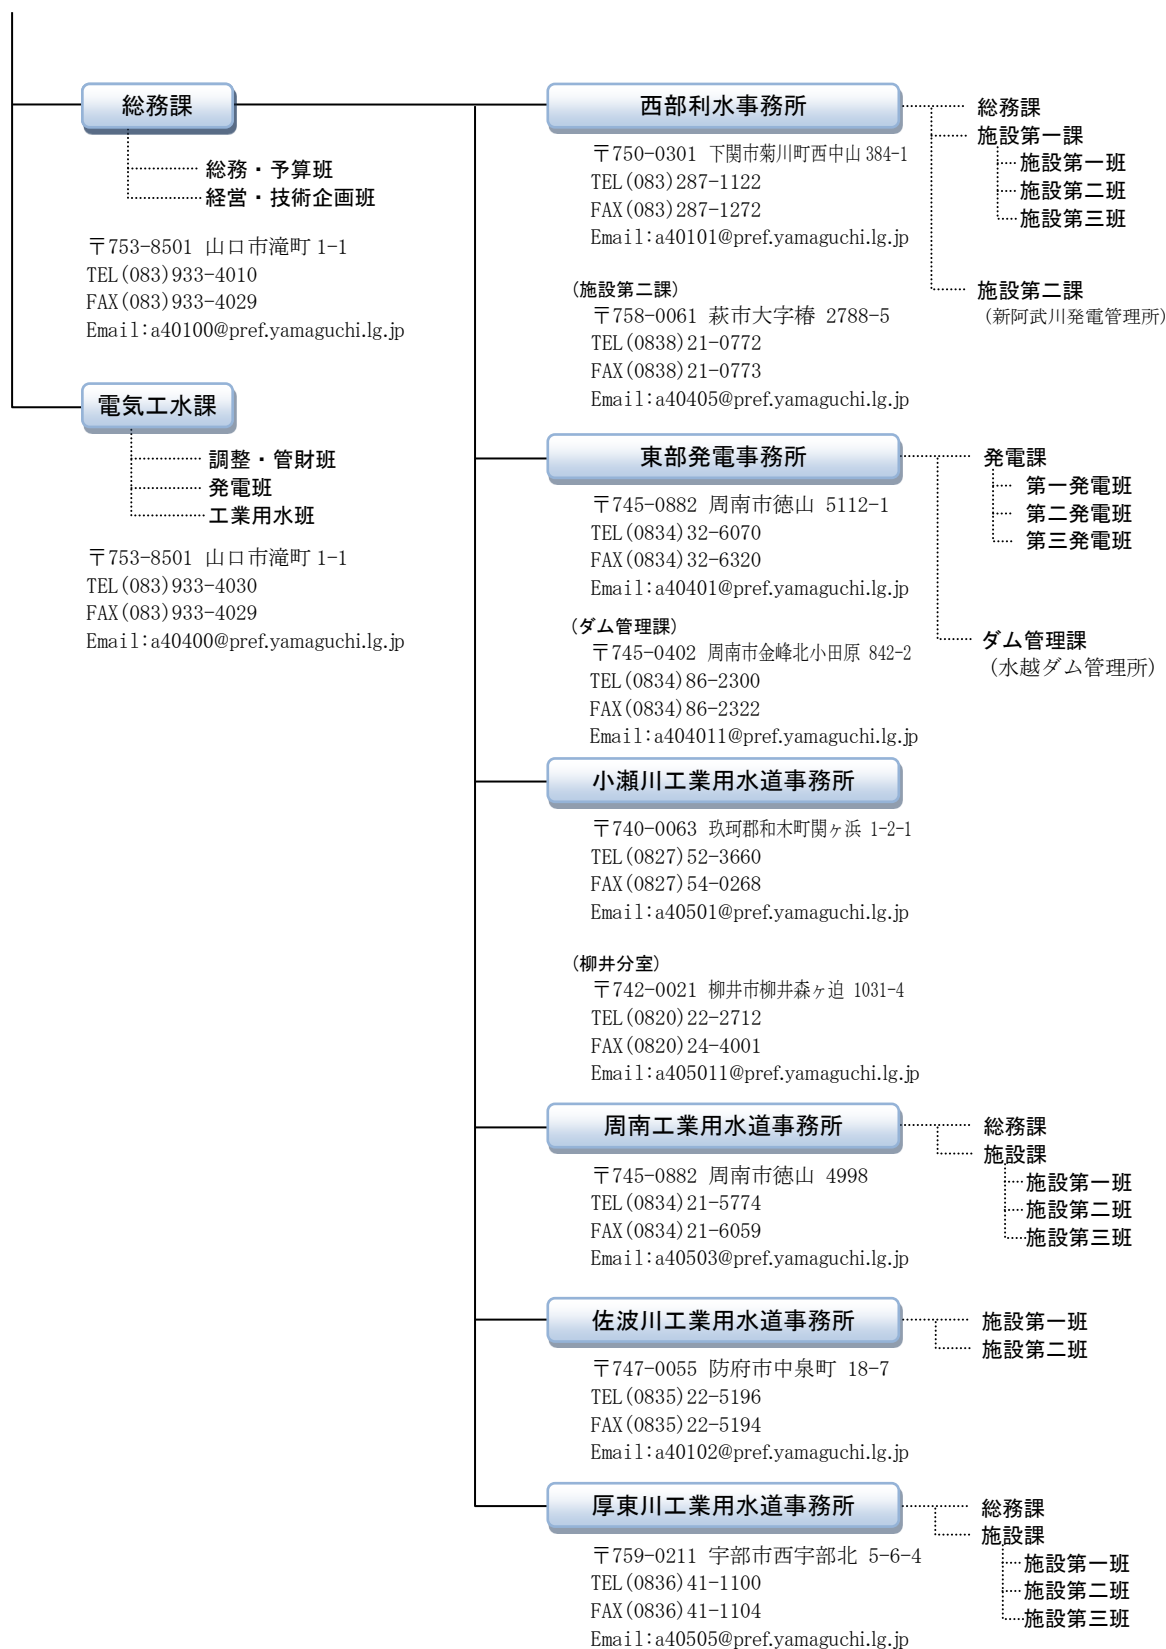 総務課
総務・予算班
経営・技術企画班
〒753-8501 山口市滝町 1-1
TEL(083)933-4010
FAX(083)933-4029
Email:a40100@pref.yamaguchi.lg.jp
電気工水課
調整・管財班
発電班
工業用水班
〒753-8501 山口市滝町 1-1
TEL(083)933-4030
FAX(083)933-4029
Email:a40400@pref.yamaguchi.lg.jp
西部利水事務所
〒750-0301 下関市菊川町西中山 384-1
TEL(083)287-1122
FAX(083)287-1272
Email:a40101@pref.yamaguchi.lg.jp
(施設第二課)
〒758-0061 萩市大字椿 2788-5
TEL(0838)21-0772
FAX(0838)21-0773
Email:a40405@pref.yamaguchi.lg.jp
総務課
施設第一課
施設第一班
施設第二班
施設第三班
施設第二課
(新阿武川発電管理所)
東部発電事務所
〒745-0882 周南市徳山 5112-1
TEL(0834)32-6070
FAX(0834)32-6320
Email:a40401@pref.yamaguchi.lg.jp
(ダム管理課)
〒745-0402 周南市金峰北小田原 842-2
TEL(0834)86-2300
FAX(0834)86-2322
Email:a404011@pref.yamaguchi.lg.jp
発電課
第一発電班
第二発電班
第三発電班
ダム管理課
(水越ダム管理所)
小瀬川工業用水道事務所
〒740-0063 玖珂郡和木町関ヶ浜 1-2-1
TEL(0827)52-3660
FAX(0827)54-0268
Email:a40501@pref.yamaguchi.lg.jp
(柳井分室)
〒742-0021 柳井市柳井森ヶ迫 1031-4
TEL(0820)22-2712
FAX(0820)24-4001
Email:a405011@pref.yamaguchi.lg.jp
周南工業用水道事務所
〒745-0882 周南市徳山 4998
TEL(0834)21-5774
FAX(0834)21-6059
Email:a40503@pref.yamaguchi.lg.jp
総務課
施設課
施設第一班
施設第二班
施設第三班
佐波川工業用水道事務所
〒747-0055 防府市中泉町 18-7
TEL(0835)22-5196
FAX(0835)22-5194
Email:a40102@pref.yamaguchi.lg.jp
施設第一班
施設第二班
厚東川工業用水道事務所
〒759-0211 宇部市西宇部北 5-6-4
TEL(0836)41-1100
FAX(0836)41-1104
Email:a40505@pref.yamaguchi.lg.jp
総務課
施設課
施設第一班
施設第二班
施設第三班